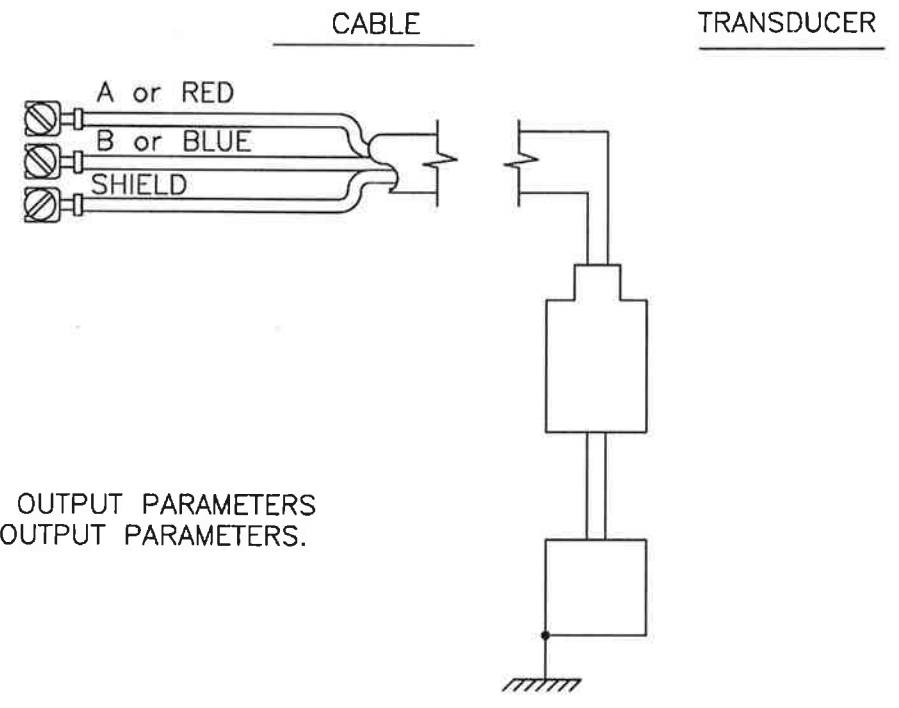 CABLE
TRANSDUCER
A or RED
B or BLUE
SHIELD
OUTPUT PARAMETERS
OUTPUT PARAMETERS.